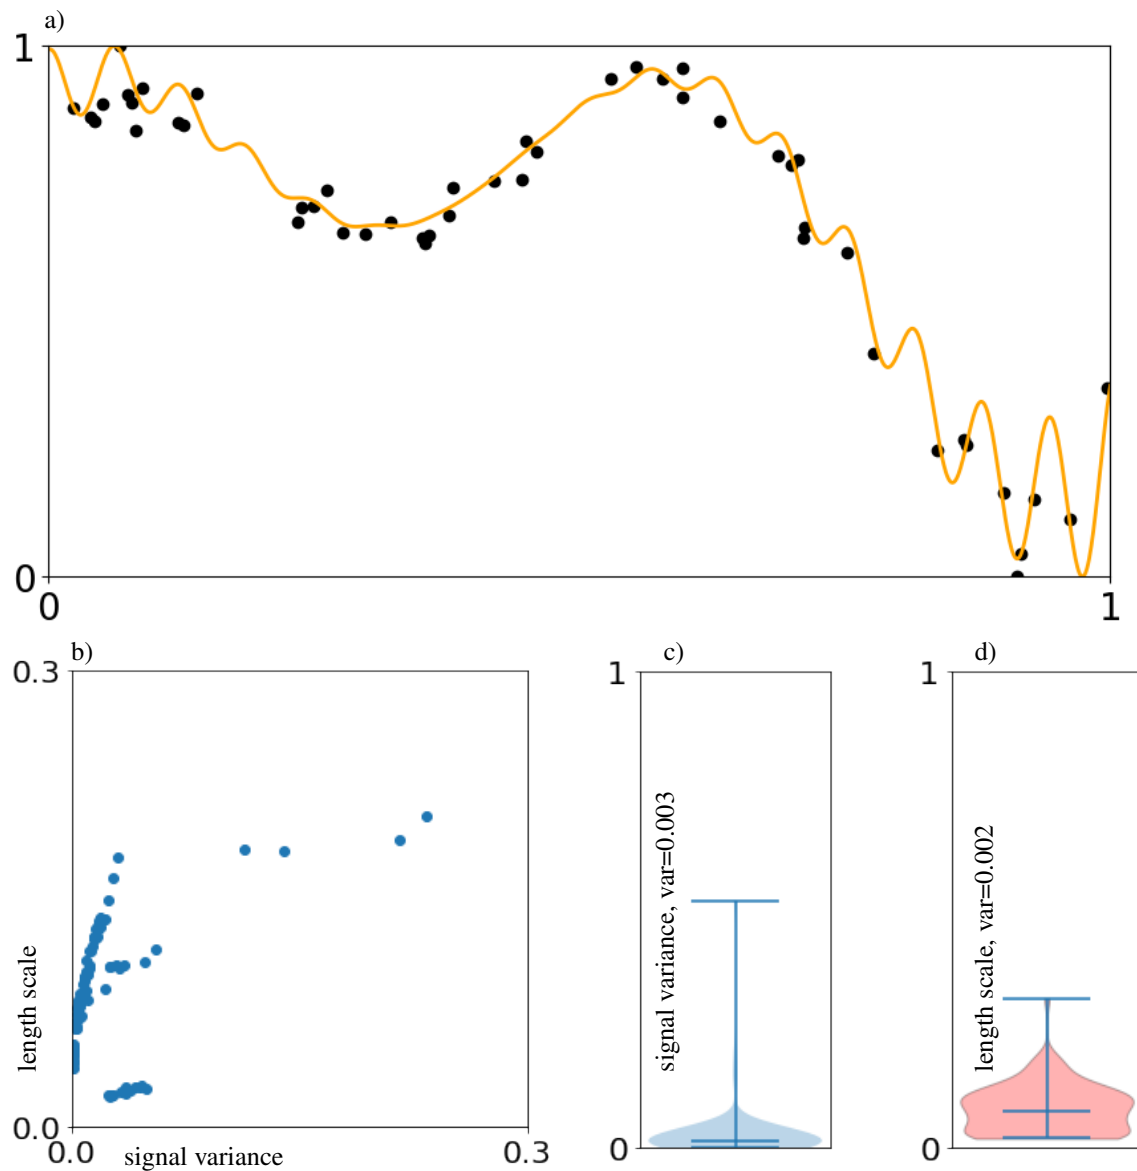 a)
1
0
0
1
b)
c)
d)
0.3
1
1
length scale
signal variance, var=0.003
length scale, var=0.002
0.0
0
0
0.0
signal variance
0.3